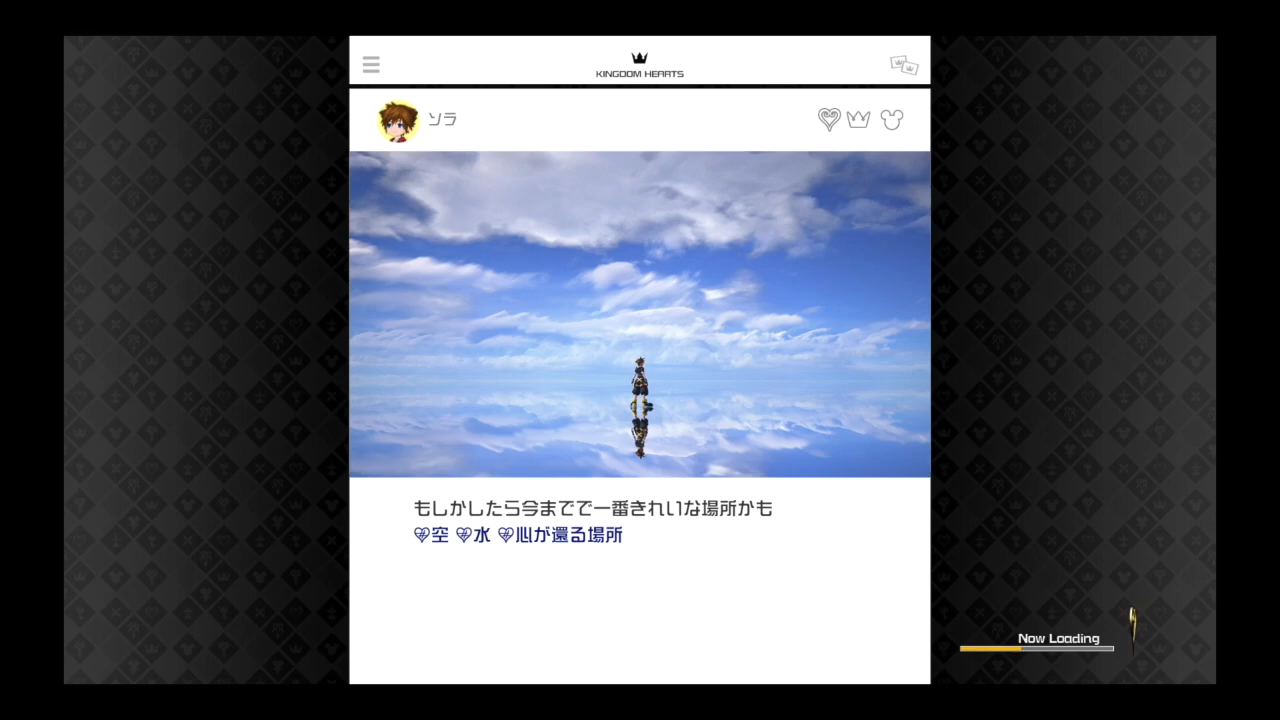 KINGDOM HEARTS
ソラ
もしかしたら今までで一番きれいな場所かも
空 水 心が還る場所
Now Loading